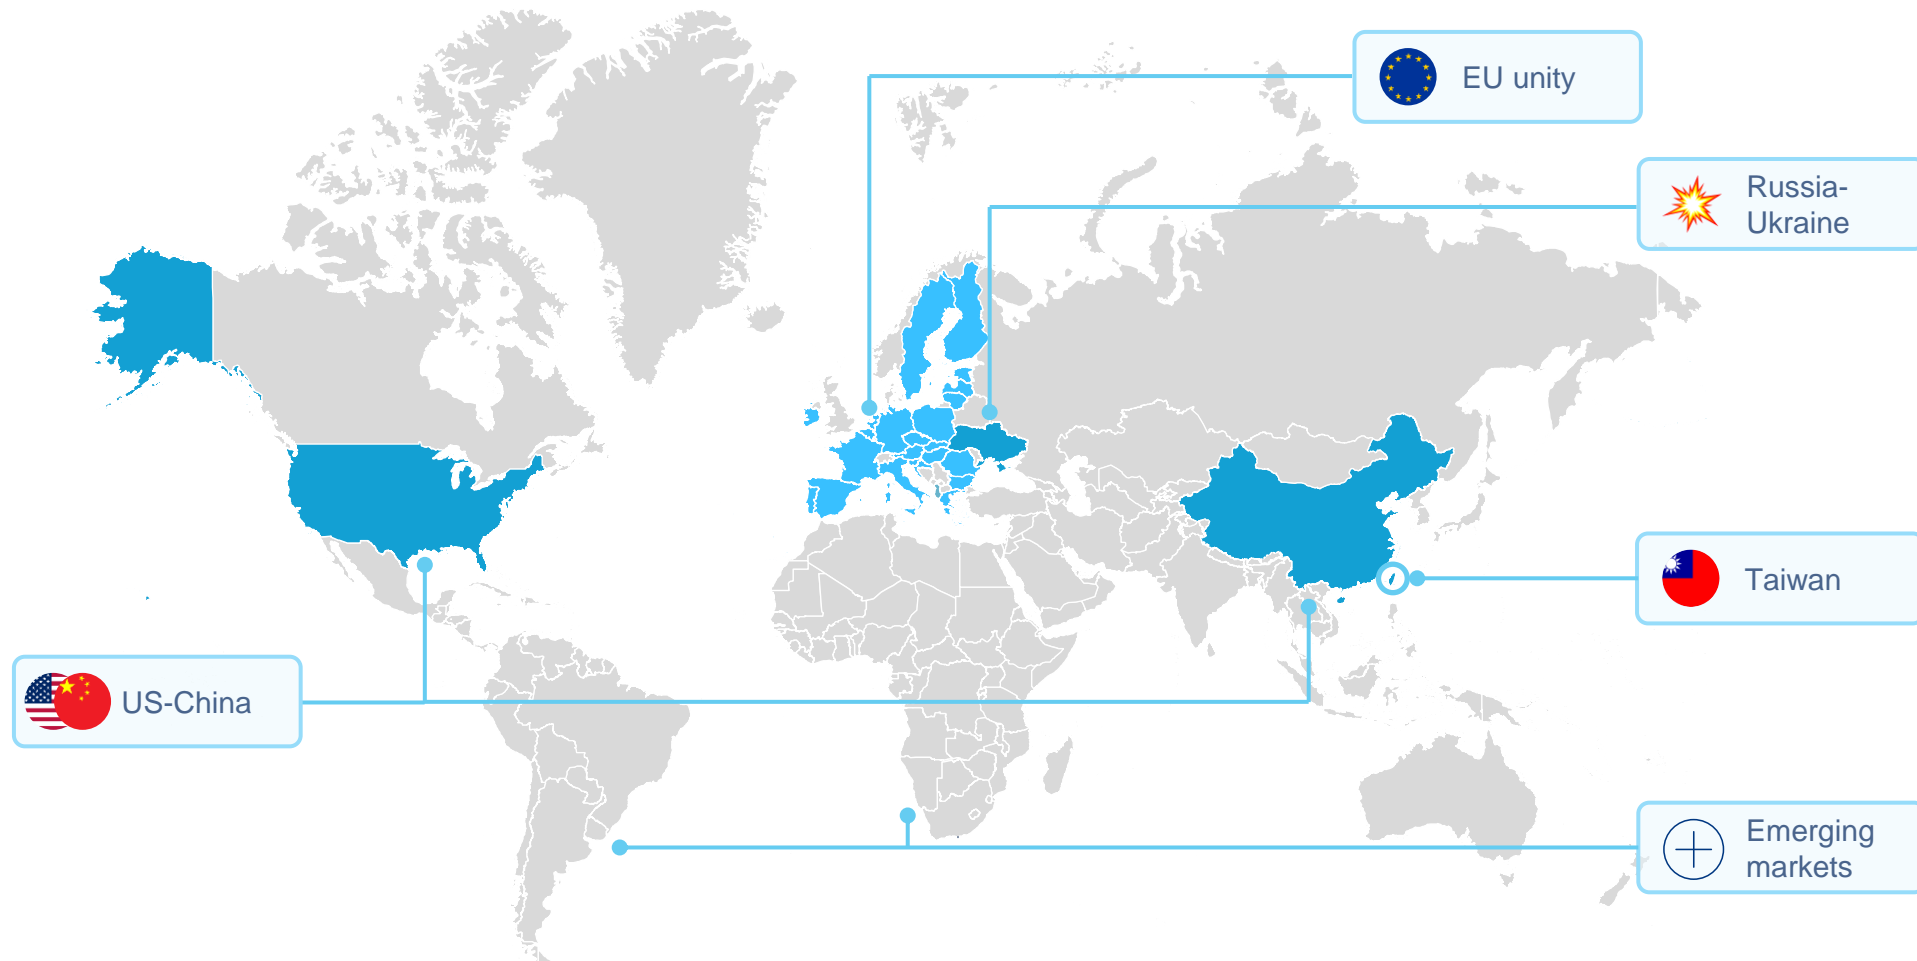 EU unity
Russia-
Ukraine
Taiwan
US-China
Emerging
markets